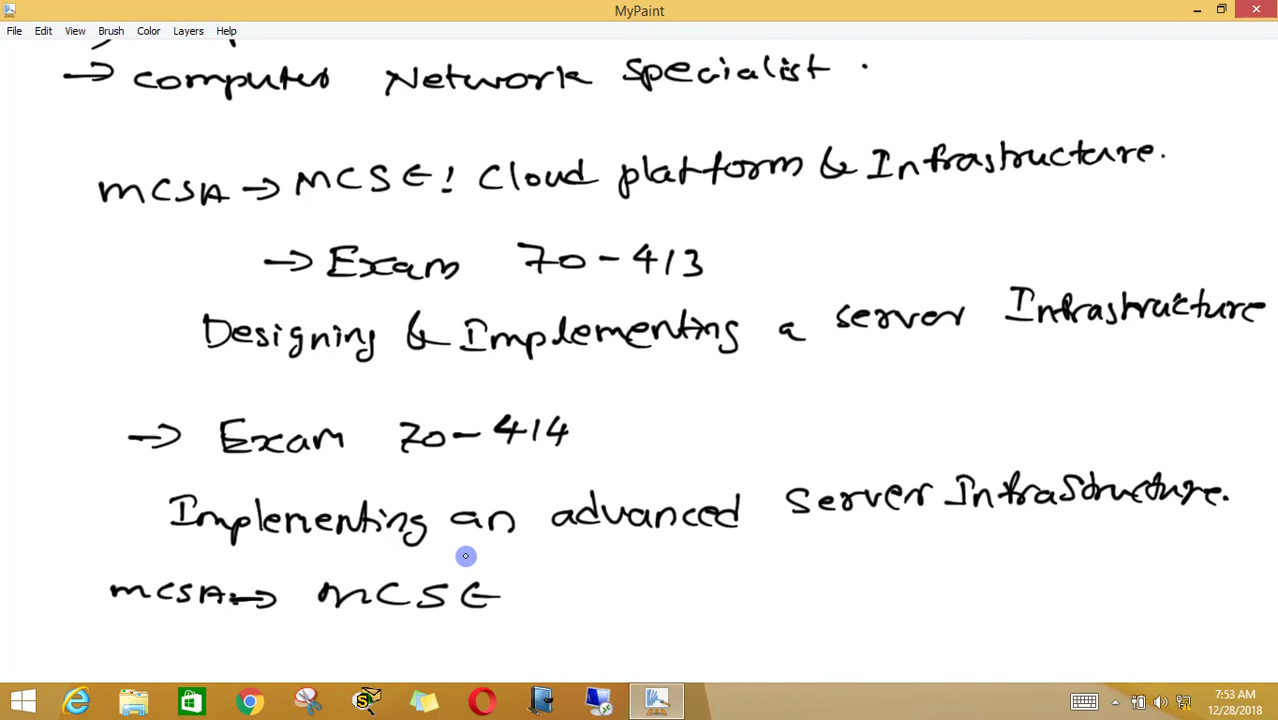 MyPaint
File Edit View Brush Color Layers Help
→ computer Network Specialist .
MCSA → MCSE! Cloud platform & Infrastructure.
→ Exam 70-413
Designing & Implementing a server Infrastructure
→ Exam 70-414
Implementing an advanced Server Infrastructure.
MCSA → MCSE
7:53 AM
12/28/2018